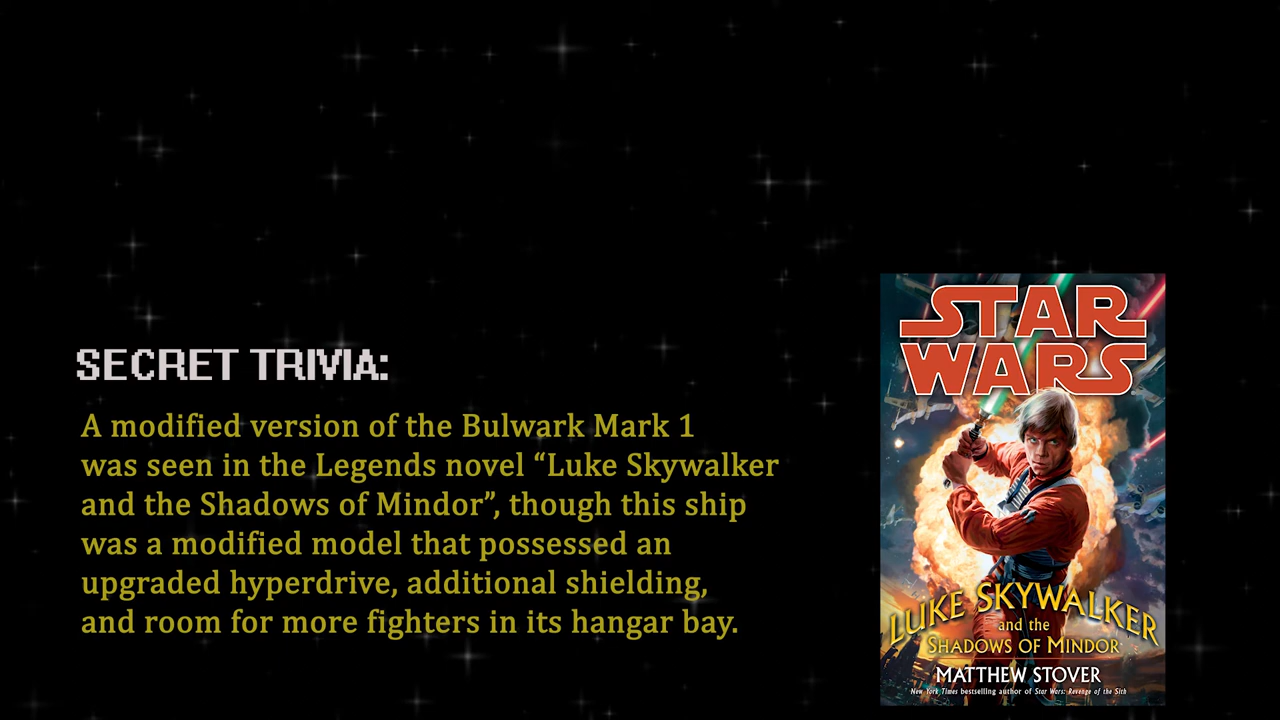 SECRET TRIVIA:
A modified version of the Bulwark Mark 1
was seen in the Legends novel “Luke Skywalker
and the Shadows of Mindor”, though this ship
was a modified model that possessed an
upgraded hyperdrive, additional shielding,
and room for more fighters in its hangar bay.
STAR
WARS
LUKE SKYWALKER
and the
SHADOWS OF MINDOR
MATTHEW STOVER
New York Times bestselling author of Star Wars: Revenge of the Sith